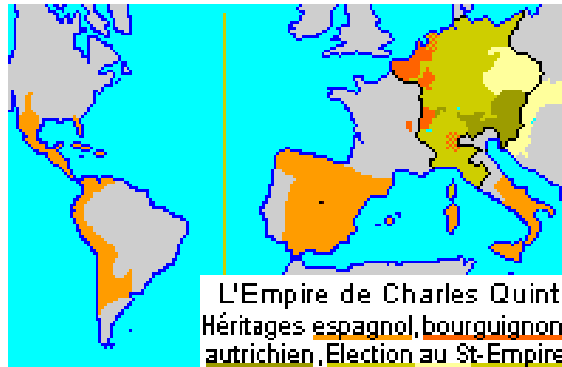 L'Empire de Charles Quint
Héritages espagnol, bourguignon
autrichien, Election au St-Empire